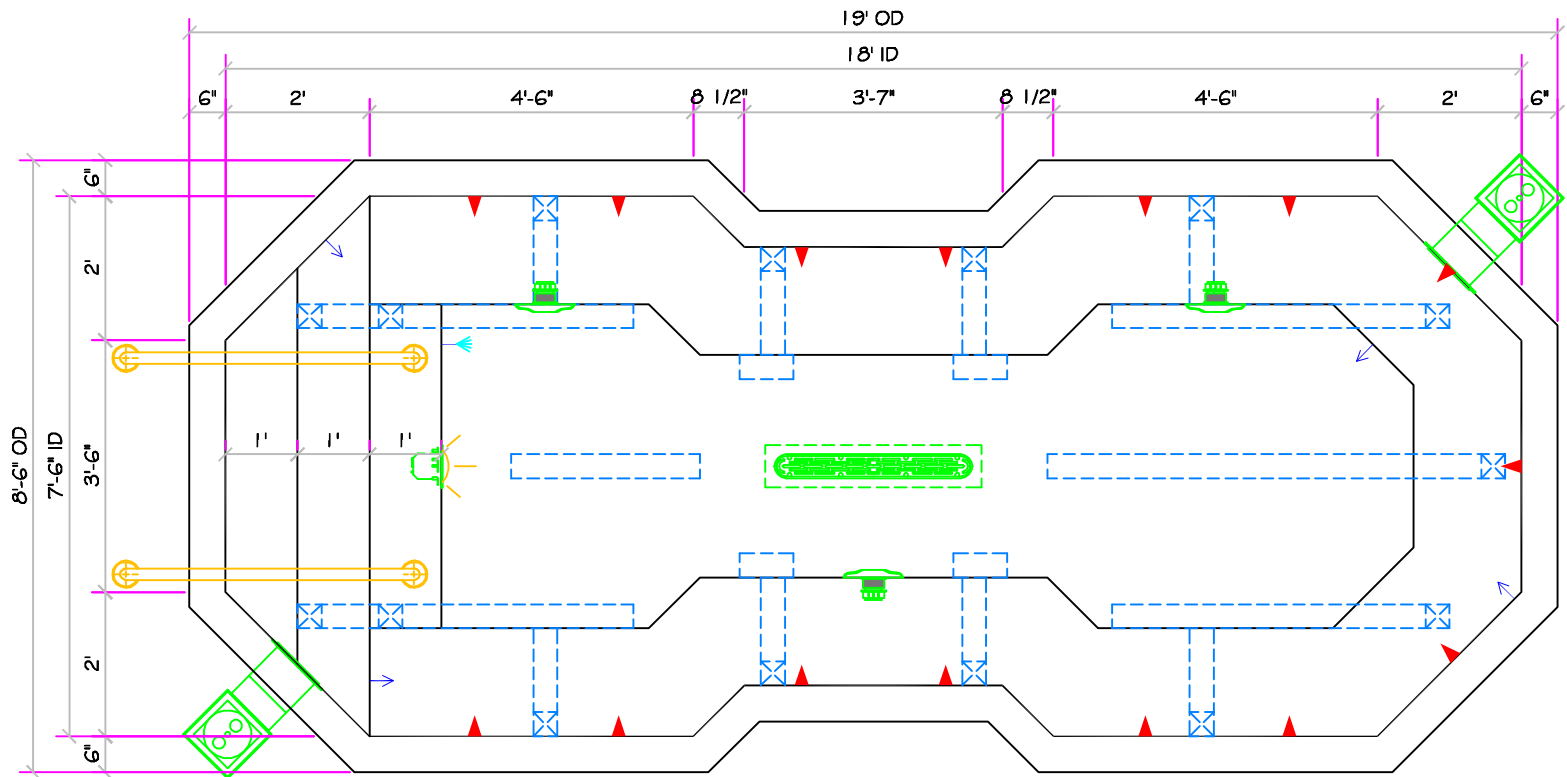 19' OD
18' ID
6" 2' 4'-6" 8 1/2" 3'-7" 8 1/2" 4'-6" 2' 6"
6"
2'
1' 1' 1'
8'-6" OD
7'-6" ID
3'-6"
2'
6"